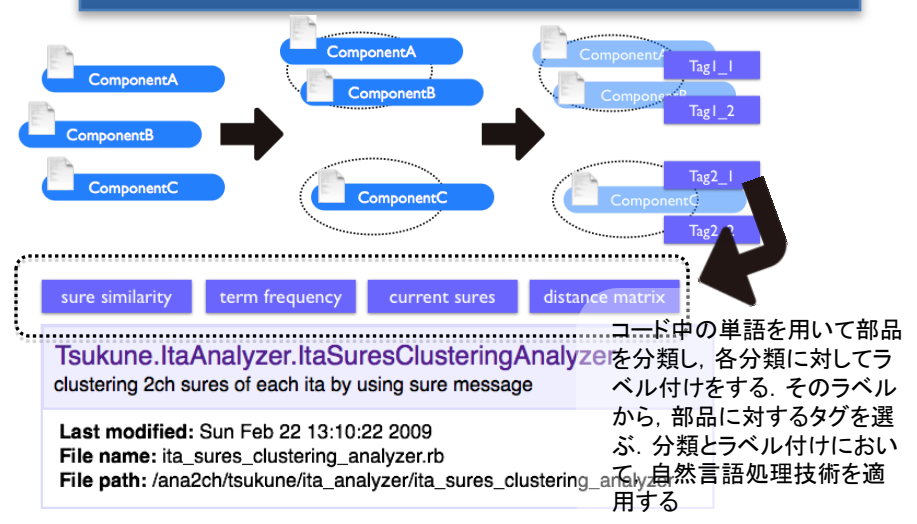 ComponentA
ComponentB
ComponentC
ComponentA
ComponentB
ComponentC
ComponentA
Tag1_1
ComponentB
Tag1_2
Tag2_1
ComponentC
Tag2_2
sure similarity
term frequency
current sures
distance matrix
Tsukune.ItaAnalyzer.ItaSuresClusteringAnalyzer
clustering 2ch sures of each ita by using sure message
Last modified: Sun Feb 22 13:10:22 2009
File name: ita_sures_clustering_analyzer.rb
File path: /ana2ch/tsukune/ita_analyzer/ita_sures_clustering_analyzer
コード中の単語を用いて部品
を分類し, 各分類に対してラ
ベル付けをする. そのラベル
から, 部品に対するタグを選
ぶ. 分類とラベル付けにおい
て, 自然言語処理技術を適
用する